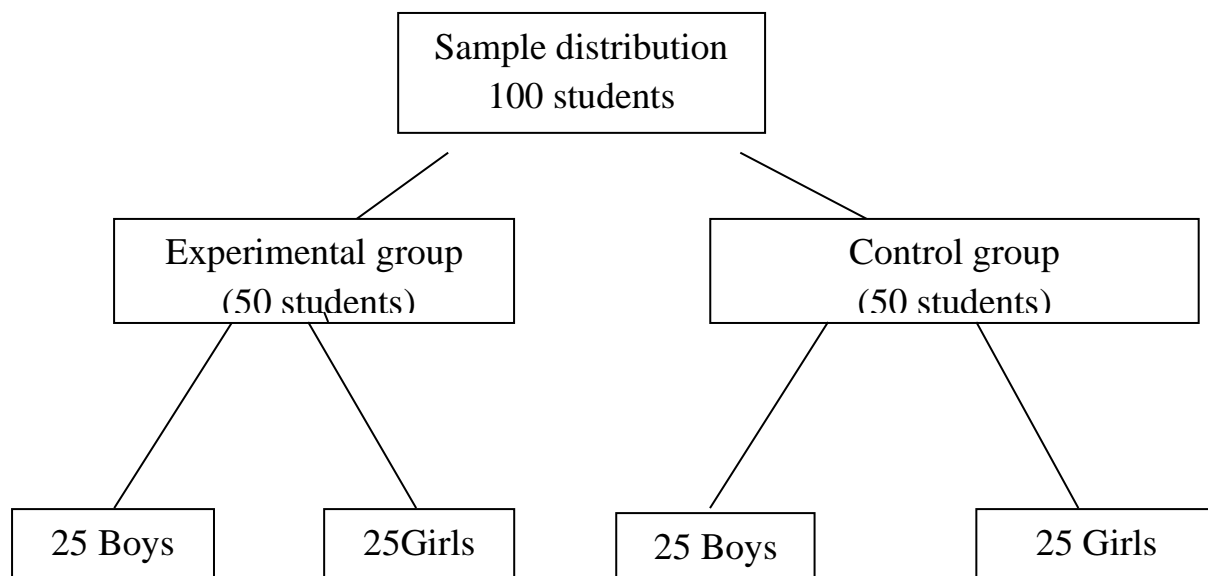 Sample distribution
100 students
Experimental group
(50 students)
Control group
(50 students)
25 Boys
25Girls
25 Boys
25 Girls